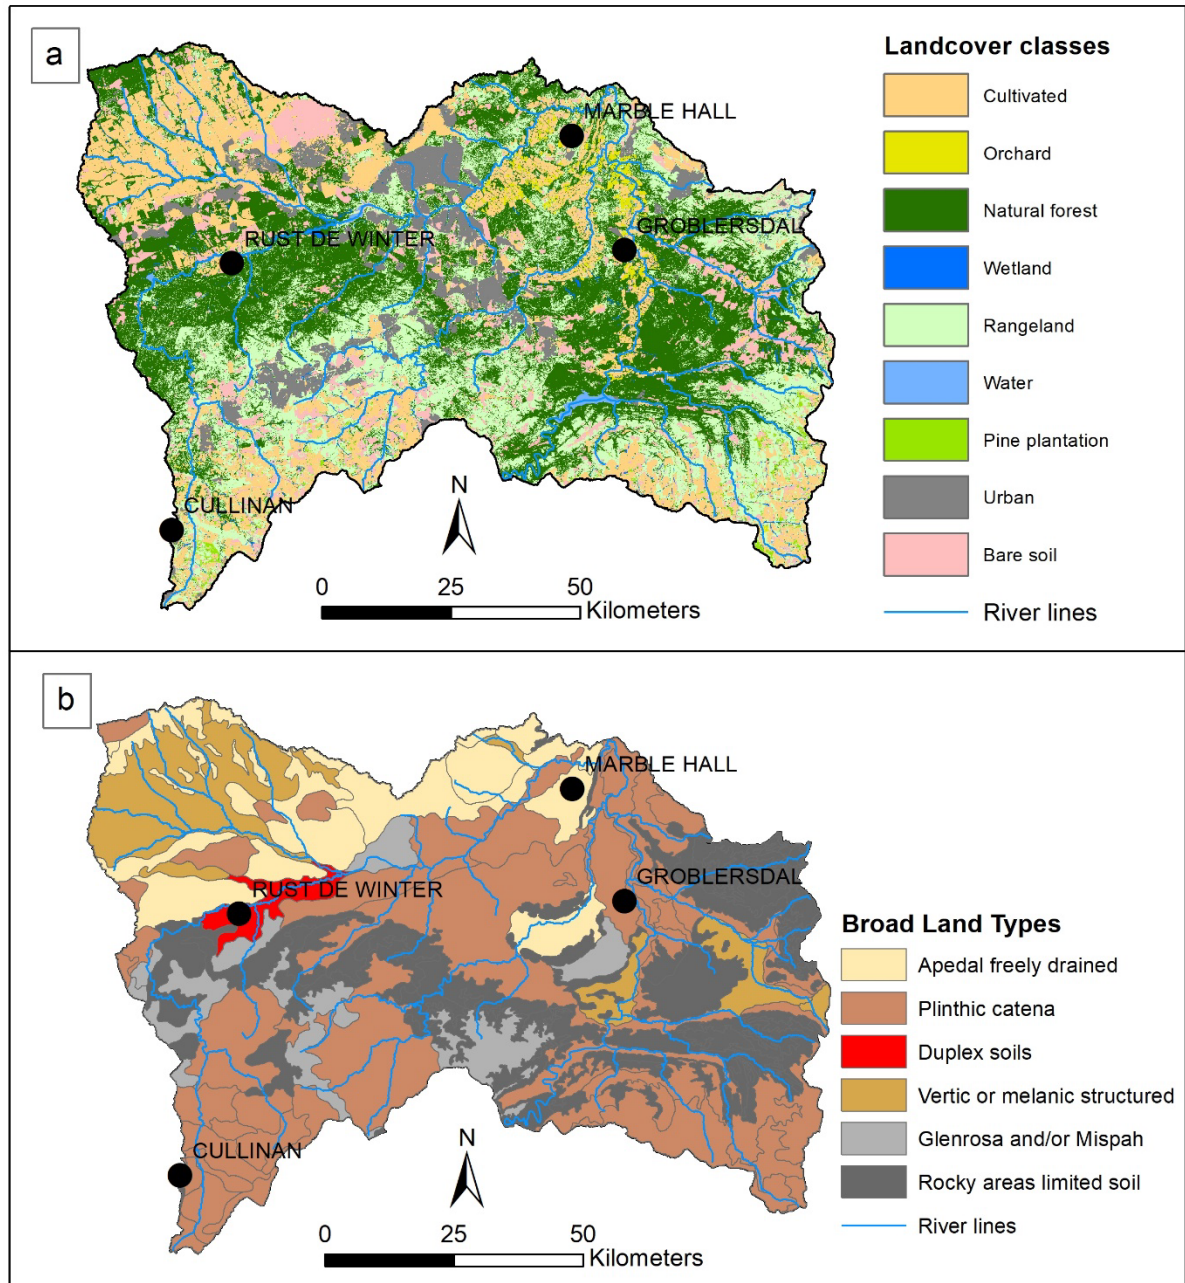 a
Landcover classes
Cultivated
Orchard
Natural forest
Wetland
Rangeland
Water
Pine plantation
Urban
Bare soil
River lines
MARBLE HALL
GROBLERSDAL
RUST DE WINTER
CULLINAN
N
0 25 50
Kilometers
b
MARBLE HALL
GROBLERSDAL
RUST DE WINTER
CULLINAN
N
0 25 50
Kilometers
Broad Land Types
Apedal freely drained
Plinthic catena
Duplex soils
Vertic or melanic structured
Glenrosa and/or Mispah
Rocky areas limited soil
River lines